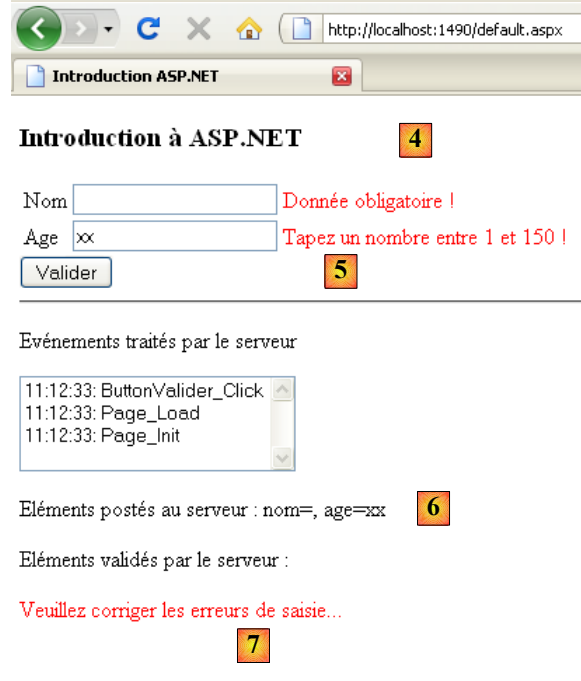 http://localhost:1490/default.aspx
Introduction ASP.NET
Introduction à ASP.NET 4
Nom Donnée obligatoire !
Age xx Tapez un nombre entre 1 et 150 !
Valider 5
Evénements traités par le serveur
11:12:33: ButtonValider_Click
11:12:33: Page_Load
11:12:33: Page_Init
Eléments postés au serveur : nom=, age=xx 6
Eléments validés par le serveur :
Veuillez corriger les erreurs de saisie...
7